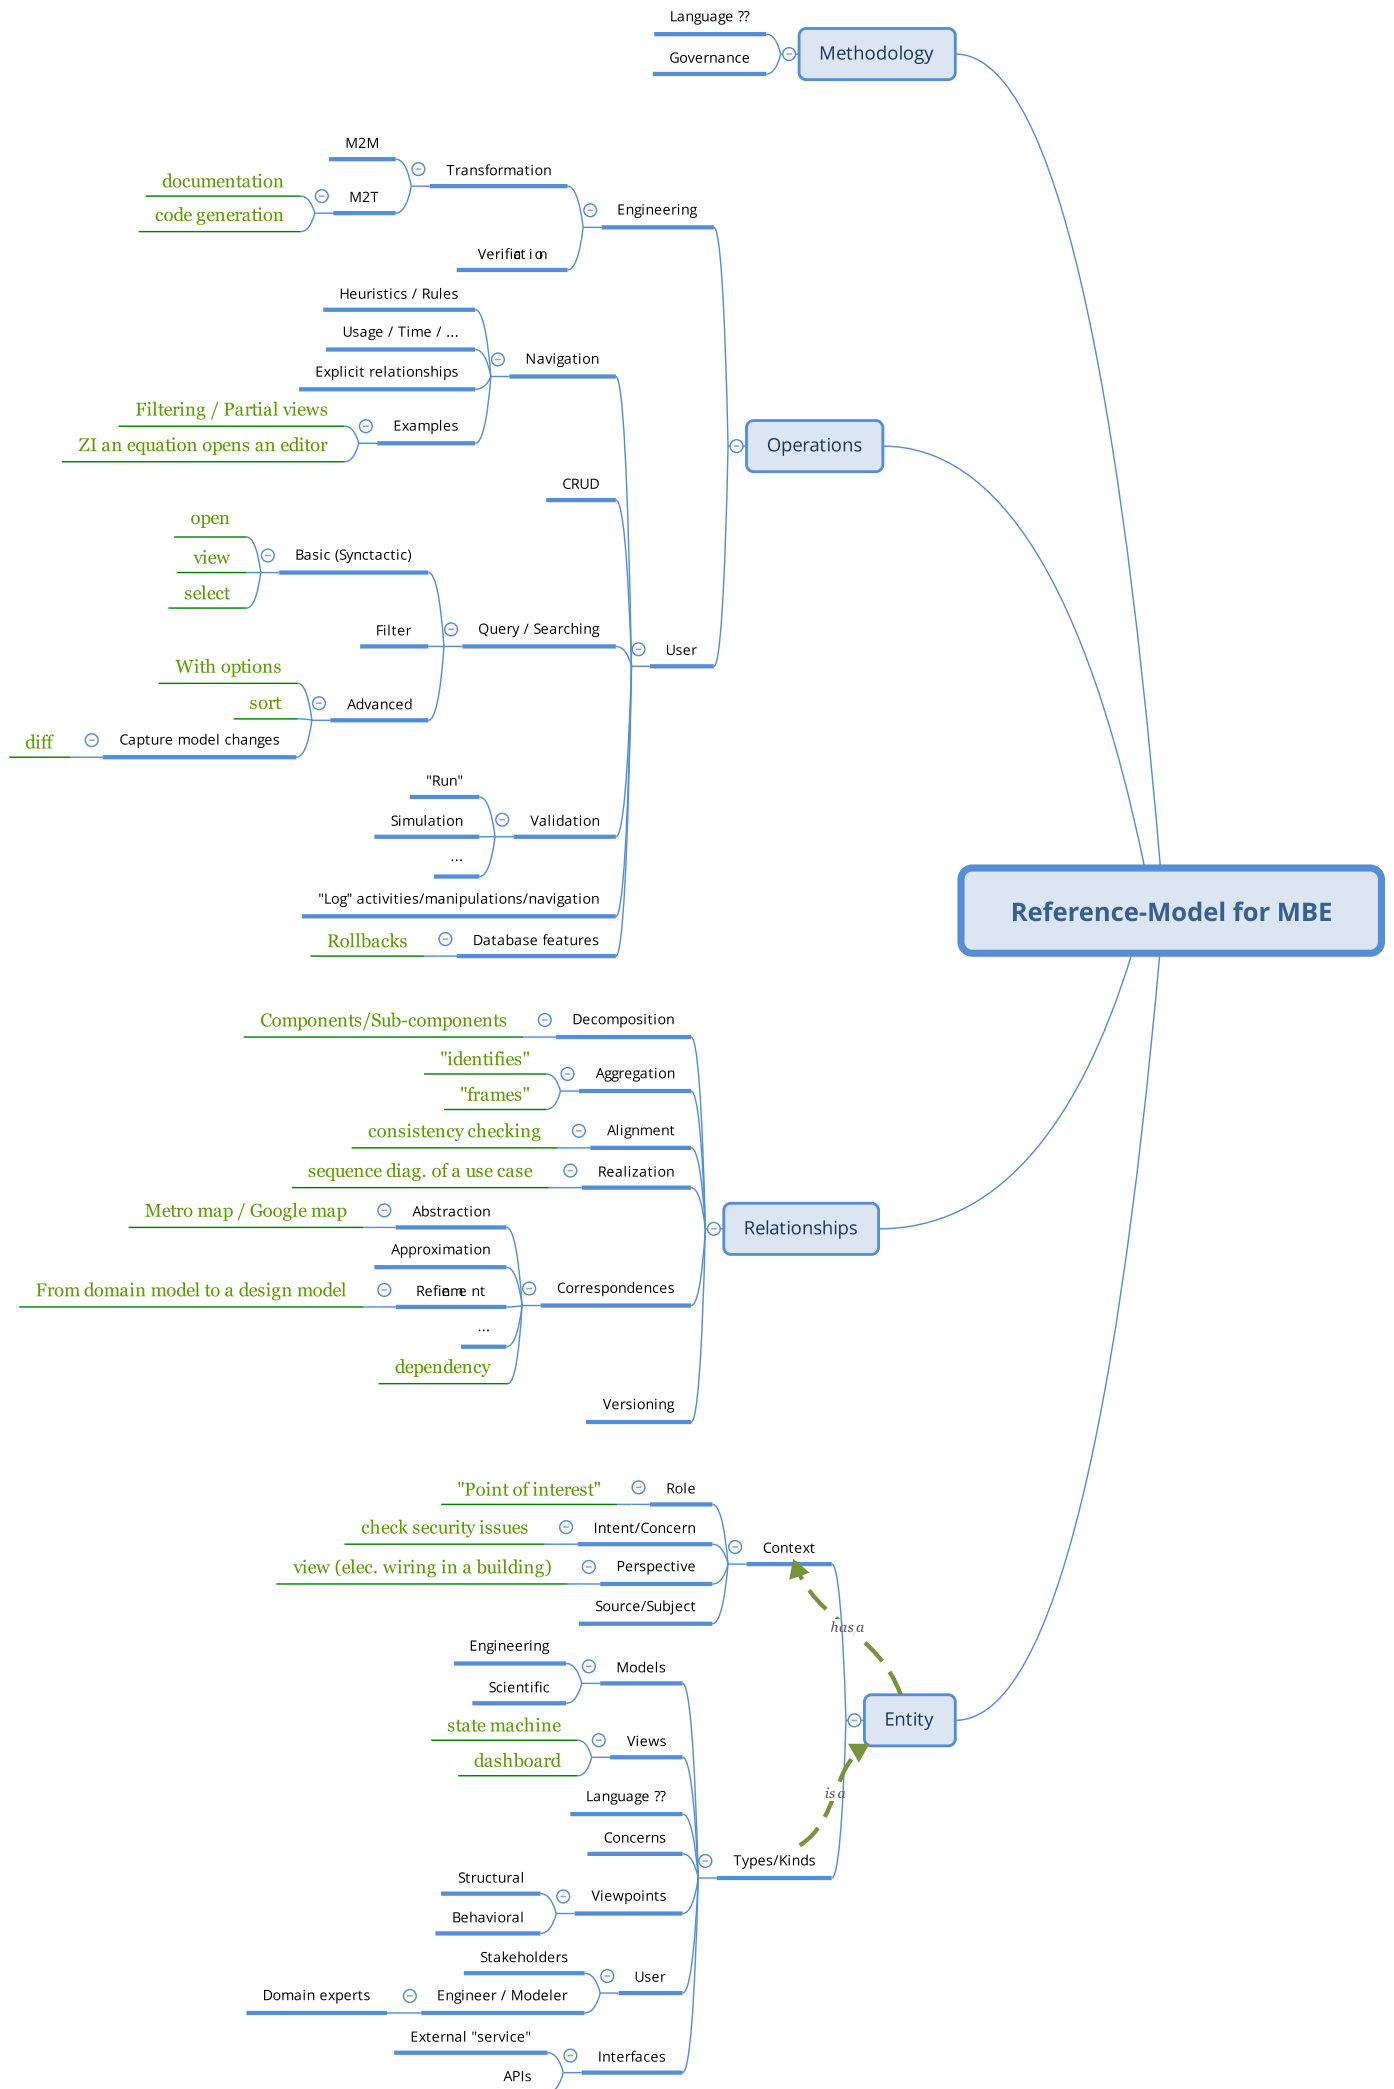 Language ??
Governance
Methodology
M2M
Transformation
documentation
M2T
code generation
Engineering
Verification
Heuristics / Rules
Usage / Time / ...
Explicit relationships
Navigation
Filtering / Partial views
ZI an equation opens an editor
Examples
Operations
CRUD
open
view
select
Basic (Synctactic)
Filter
Query / Searching
User
With options
sort
Advanced
diff
Capture model changes
"Run"
Simulation
...
Validation
"Log" activities/manipulations/navigation
Rollbacks
Database features
Reference-Model for MBE
Components/Sub-components
Decomposition
"identifies"
"frames"
Aggregation
consistency checking
Alignment
sequence diag. of a use case
Realization
Metro map / Google map
Abstraction
Approximation
From domain model to a design model
Refinement
...
dependency
Correspondences
Relationships
Versioning
"Point of interest"
Role
check security issues
Intent/Concern
view (elec. wiring in a building)
Perspective
Source/Subject
Context
has a
Engineering
Scientific
Models
Entity
state machine
dashboard
Views
is a
Language ??
Concerns
Types/Kinds
Structural
Behavioral
Viewpoints
Stakeholders
User
Domain experts
Engineer / Modeler
External "service"
APIs
Interfaces